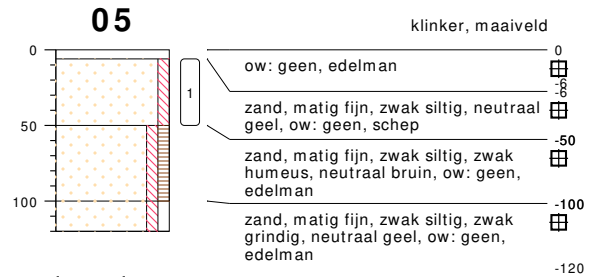 05
klinker, maaiveld
0
0
ow: geen, edelman
-6
-6
1
zand, matig fijn, zwak siltig, neutraal
geel, ow: geen, schep
50
-50
zand, matig fijn, zwak siltig, zwak
humeus, neutraal bruin, ow: geen,
edelman
100
-100
zand, matig fijn, zwak siltig, zwak
grindig, neutraal geel, ow: geen,
edelman
-120